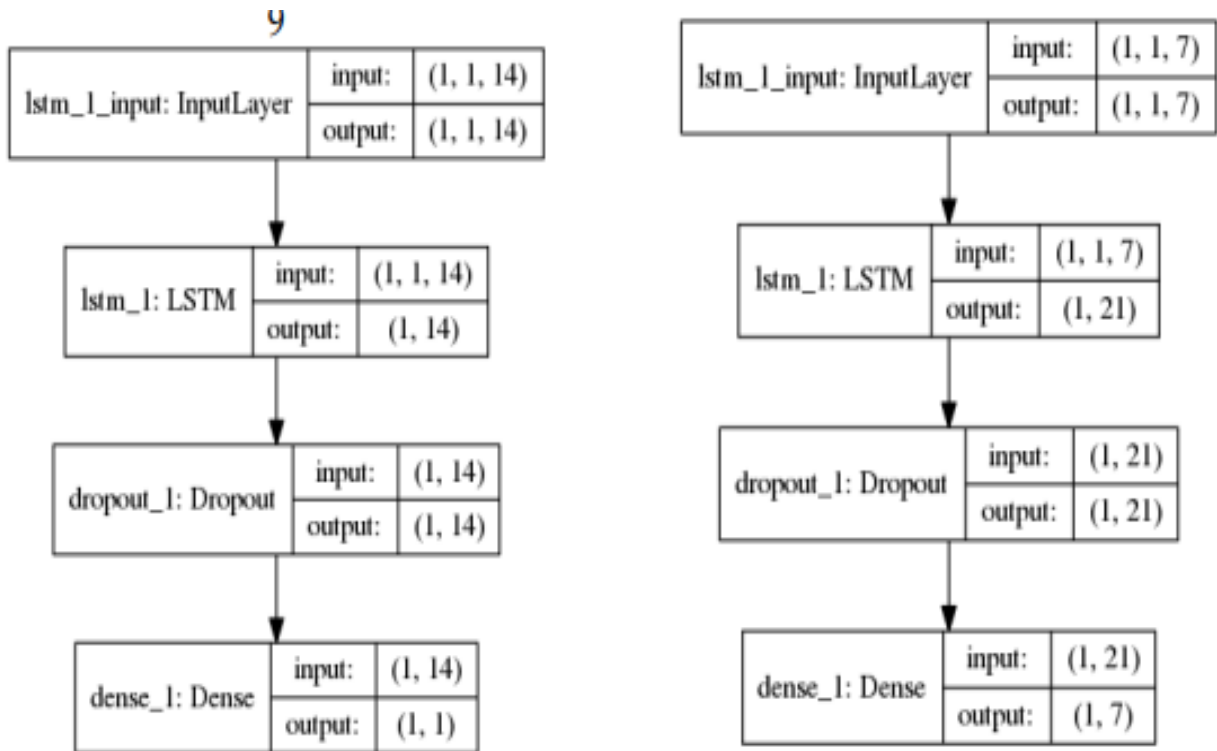 9
lstm_1_input: InputLayer
input: (1, 1, 14)
output: (1, 1, 14)
lstm_1: LSTM
input: (1, 1, 14)
output: (1, 14)
dropout_1: Dropout
input: (1, 14)
output: (1, 14)
dense_1: Dense
input: (1, 14)
output: (1, 1)
lstm_1_input: InputLayer
input: (1, 1, 7)
output: (1, 1, 7)
lstm_1: LSTM
input: (1, 1, 7)
output: (1, 21)
dropout_1: Dropout
input: (1, 21)
output: (1, 21)
dense_1: Dense
input: (1, 21)
output: (1, 7)